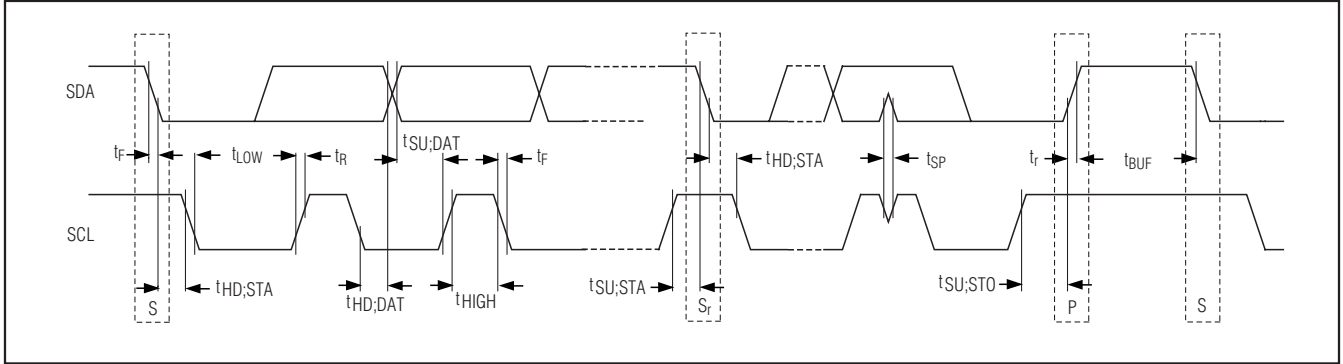 SDA
tF
tLOW
tR
tSU;DAT
tF
tHD;STA
tSP
tr
tBUF
SCL
tHD;STA
tHD;DAT
tHIGH
tSU;STA
tSU;STO
S
Sr
P
S